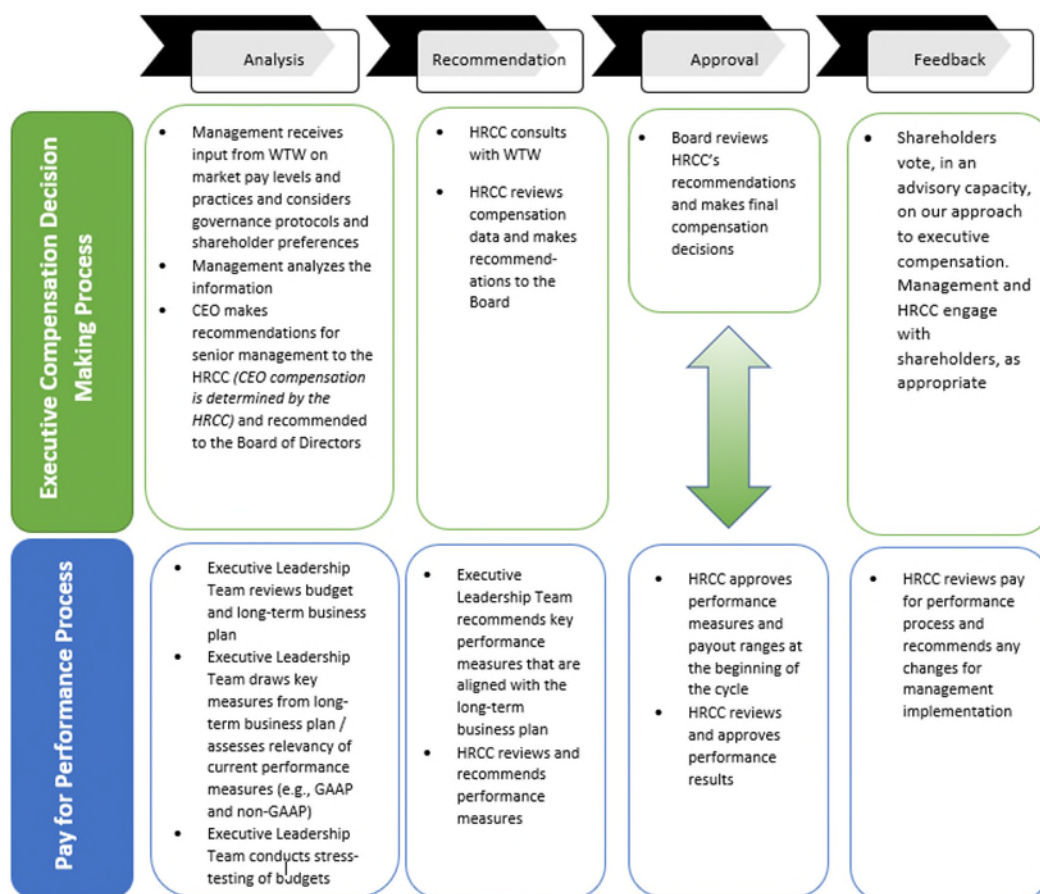 Analysis
Recommendation
Approval
Feedback
Executive Compensation Decision
Making Process
• Management receives
input from WTW on
market pay levels and
practices and considers
governance protocols and
shareholder preferences
• Management analyzes the
information
• CEO makes
recommendations for
senior management to the
HRCC (CEO compensation
is determined by the
HRCC) and recommended
to the Board of Directors
• HRCC consults
with WTW
• HRCC reviews
compensation
data and makes
recommend-
ations to the
Board
• Board reviews
HRCC's
recommendations
and makes final
compensation
decisions
• Shareholders
vote, in an
advisory capacity,
on our approach
to executive
compensation.
Management and
HRCC engage
with
shareholders, as
appropriate
Pay for Performance Process
• Executive Leadership
Team reviews budget
and long-term business
plan
• Executive Leadership
Team draws key
measures from long-
term business plan /
assesses relevancy of
current performance
measures (e.g., GAAP
and non-GAAP)
• Executive Leadership
Team conducts stress-
testing of budgets
• Executive
Leadership Team
recommends key
performance
measures that are
aligned with the
long-term
business plan
• HRCC reviews and
recommends
performance
measures
• HRCC approves
performance
measures and
payout ranges at
the beginning of
the cycle
• HRCC reviews
and approves
performance
results
• HRCC reviews pay
for performance
process and
recommends any
changes for
management
implementation